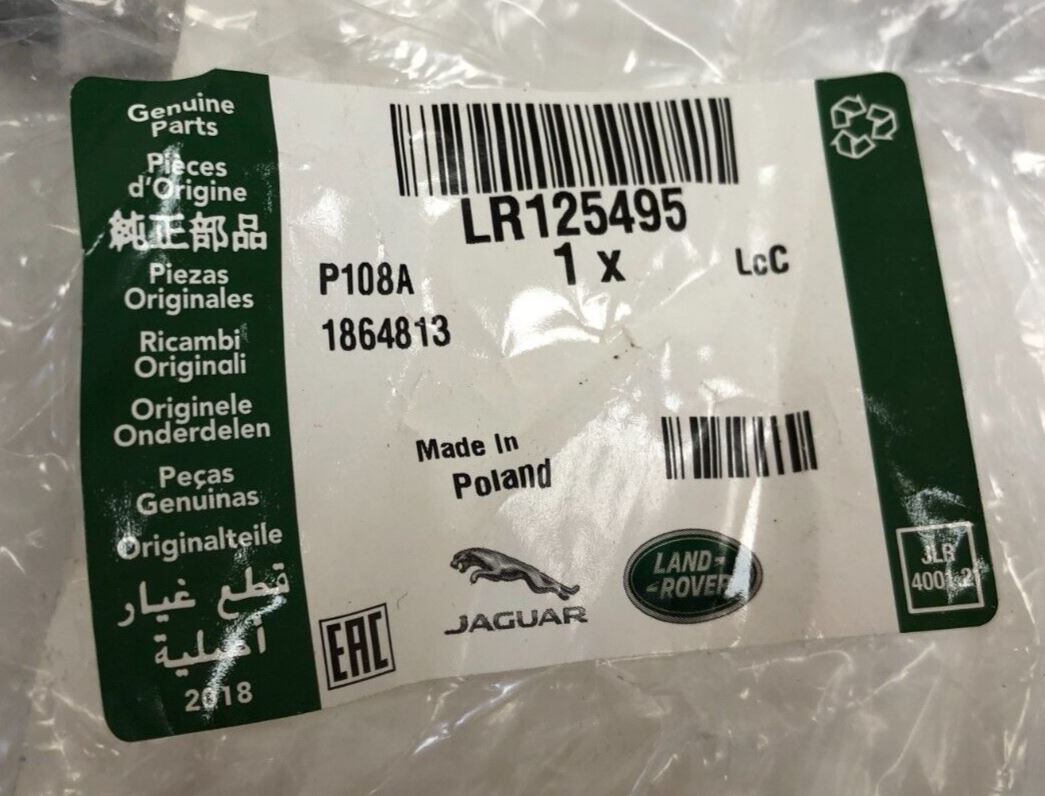 Genuine
Parts
Pièces
d'Origine
純正部品
Piezas
Originales
Ricambi
Originali
Originele
Onderdelen
Peças
Genuinas
Originalteile
قطع غيار
أصلية
2018
LR125495
1 x
LcC
P108A
1864813
Made In
Poland
EAC
JAGUAR
LAND-
-ROVER
JLR
4001.2